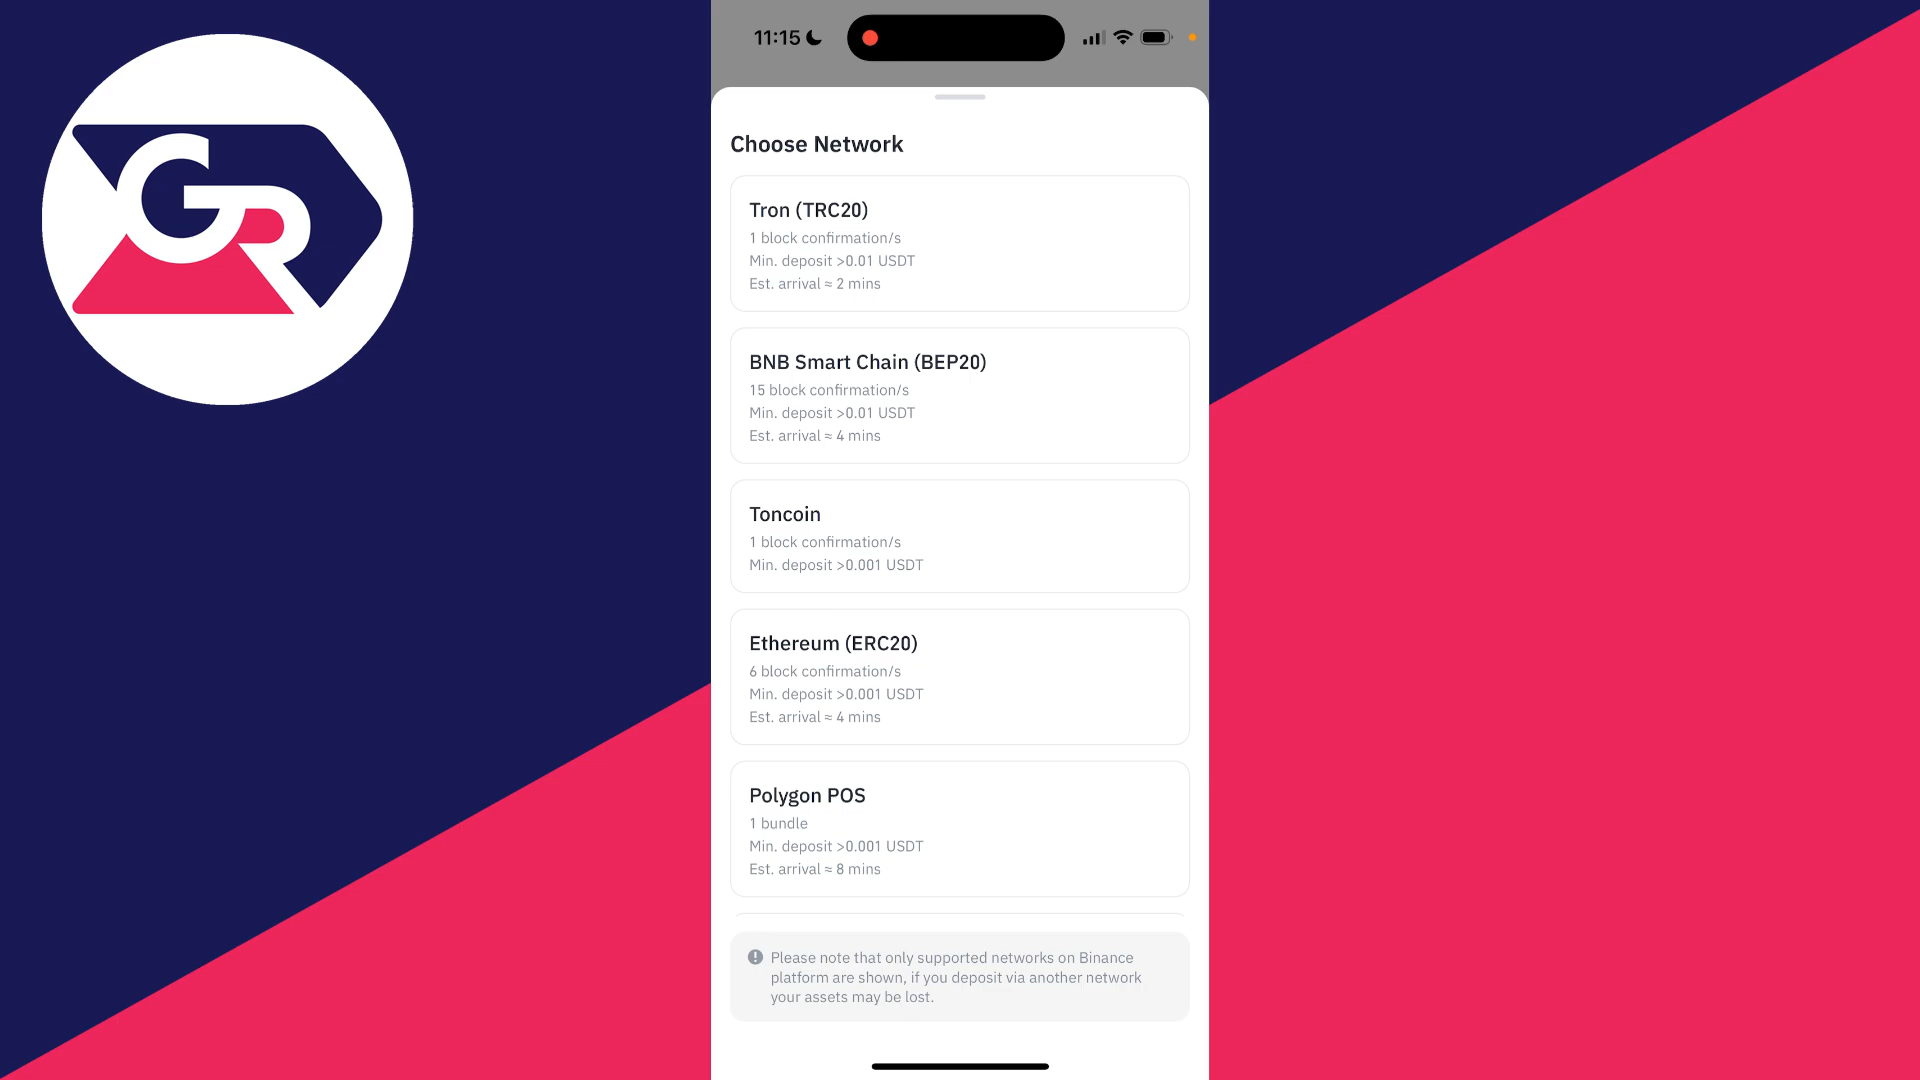 GR
11:15
Choose Network
Tron (TRC20)
1 block confirmation/s
Min. deposit >0.01 USDT
Est. arrival ≈ 2 mins
BNB Smart Chain (BEP20)
15 block confirmation/s
Min. deposit >0.01 USDT
Est. arrival ≈ 4 mins
Toncoin
1 block confirmation/s
Min. deposit >0.001 USDT
Ethereum (ERC20)
6 block confirmation/s
Min. deposit >0.001 USDT
Est. arrival ≈ 4 mins
Polygon POS
1 bundle
Min. deposit >0.001 USDT
Est. arrival ≈ 8 mins
Please note that only supported networks on Binance
platform are shown, if you deposit via another network
your assets may be lost.